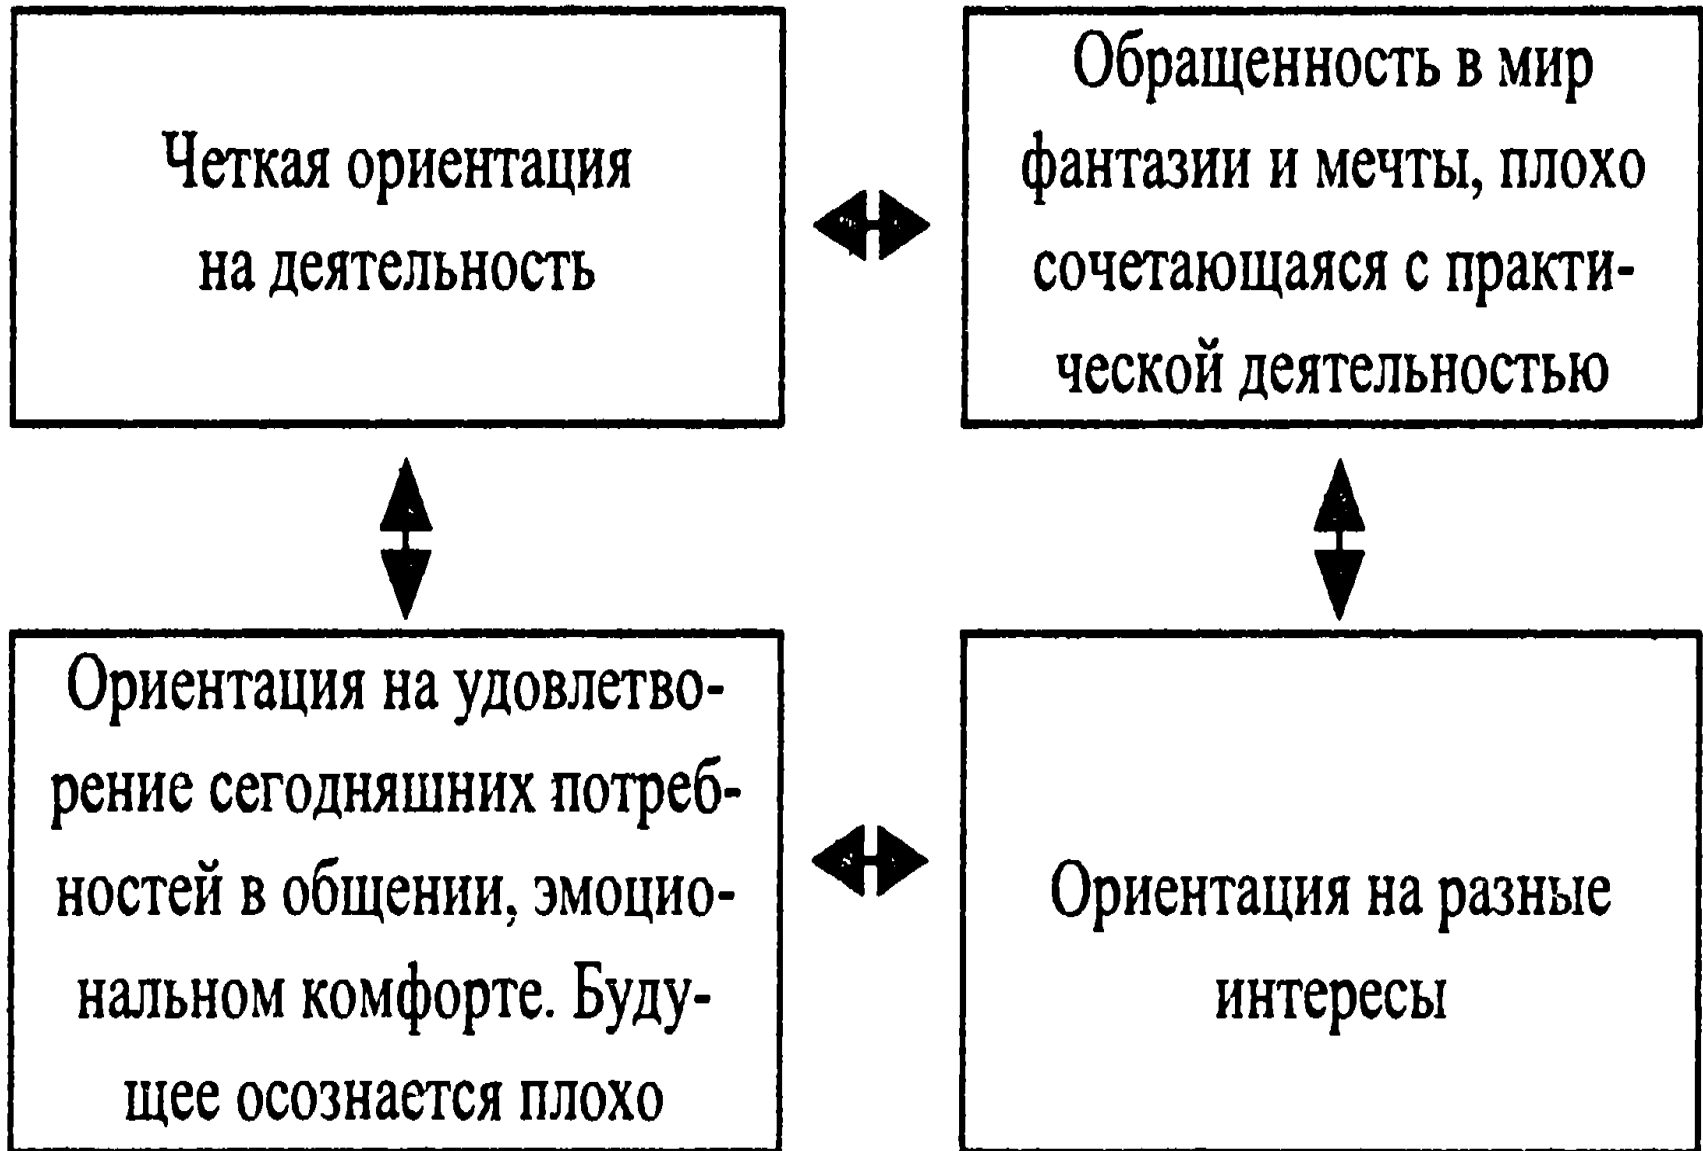 Четкая ориентация
на деятельность
Обращенность в мир
фантазии и мечты, плохо
сочетающаяся с практи-
ческой деятельностью
Ориентация на удовлетво-
рение сегодняшних потреб-
ностей в общении, эмоцио-
нальном комфорте. Буду-
щее осознается плохо
Ориентация на разные
интересы